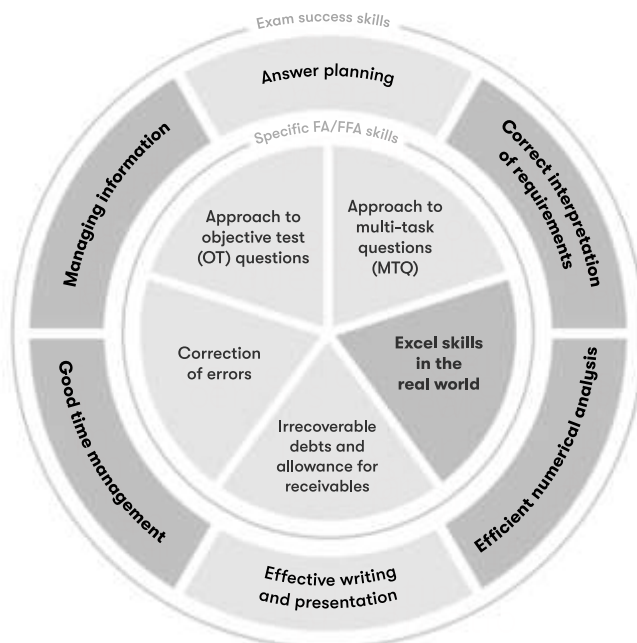 Exam success skills
Answer planning
Correct interpretation
of requirements
Efficient numerical analysis
Effective writing
and presentation
Good time management
Managing information
Specific FA/FFA skills
Approach to
objective test
(OT) questions
Approach to
multi-task
questions
(MTQ)
Excel skills
in the
real world
Irrecoverable
debts and
allowance for
receivables
Correction
of errors